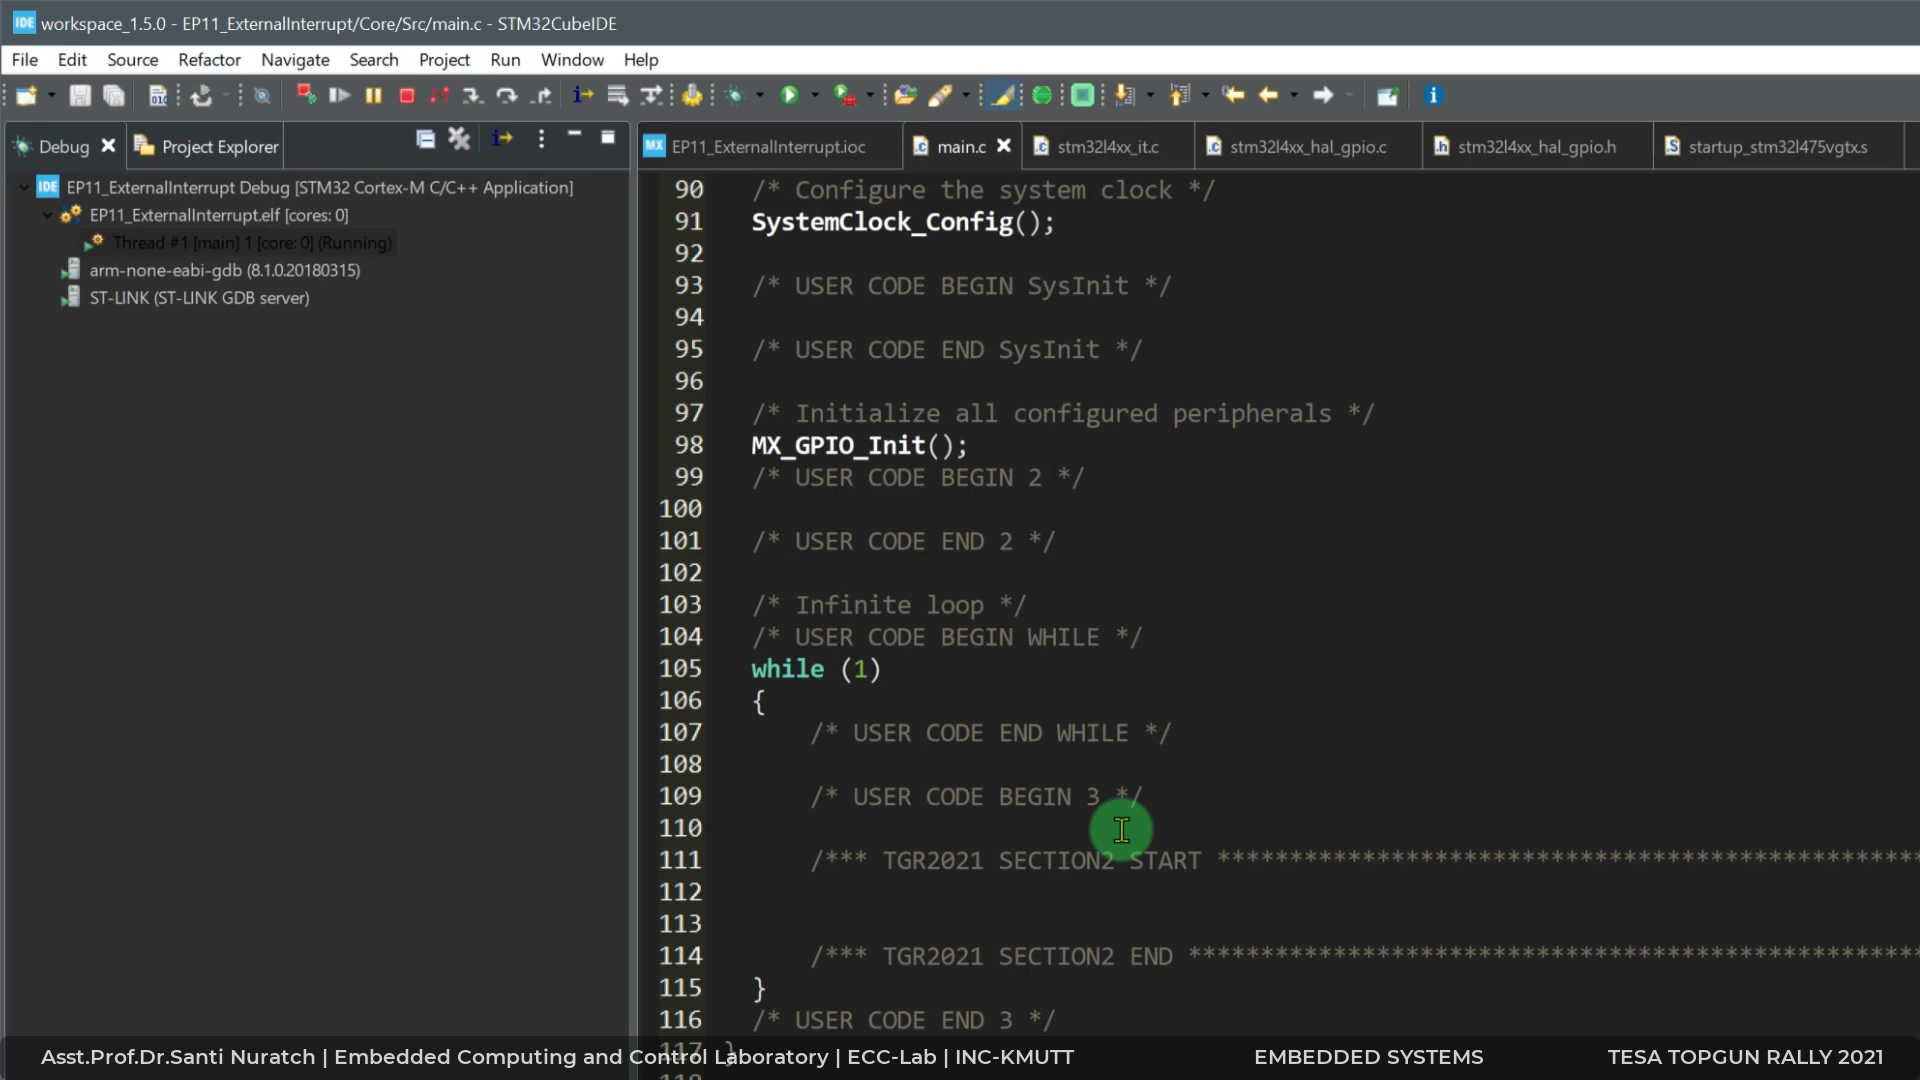 IDE workspace_1.5.0 - EP11_ExternalInterrupt/Core/Src/main.c - STM32CubeIDE
File Edit Source Refactor Navigate Search Project Run Window Help
Debug Project Explorer
IDE EP11_ExternalInterrupt Debug [STM32 Cortex-M C/C++ Application]
EP11_ExternalInterrupt.elf [cores: 0]
Thread #1 [main] 1 [core: 0] (Running)
arm-none-eabi-gdb (8.1.0.20180315)
ST-LINK (ST-LINK GDB server)
MX EP11_ExternalInterrupt.ioc main.c stm32l4xx_it.c stm32l4xx_hal_gpio.c stm32l4xx_hal_gpio.h startup_stm32l475vgtx.s
90 /* Configure the system clock */
91 SystemClock_Config();
92
93 /* USER CODE BEGIN SysInit */
94
95 /* USER CODE END SysInit */
96
97 /* Initialize all configured peripherals */
98 MX_GPIO_Init();
99 /* USER CODE BEGIN 2 */
100
101 /* USER CODE END 2 */
102
103 /* Infinite loop */
104 /* USER CODE BEGIN WHILE */
105 while (1)
106 {
107 /* USER CODE END WHILE */
108
109 /* USER CODE BEGIN 3 */
110
111 /*** TGR2021 SECTION2 START *************************************************
112
113
114 /*** TGR2021 SECTION2 END ***************************************************
115 }
116 /* USER CODE END 3 */
117 }
Asst.Prof.Dr.Santi Nuratch | Embedded Computing and Control Laboratory | ECC-Lab | INC-KMUTT EMBEDDED SYSTEMS TESA TOPGUN RALLY 2021